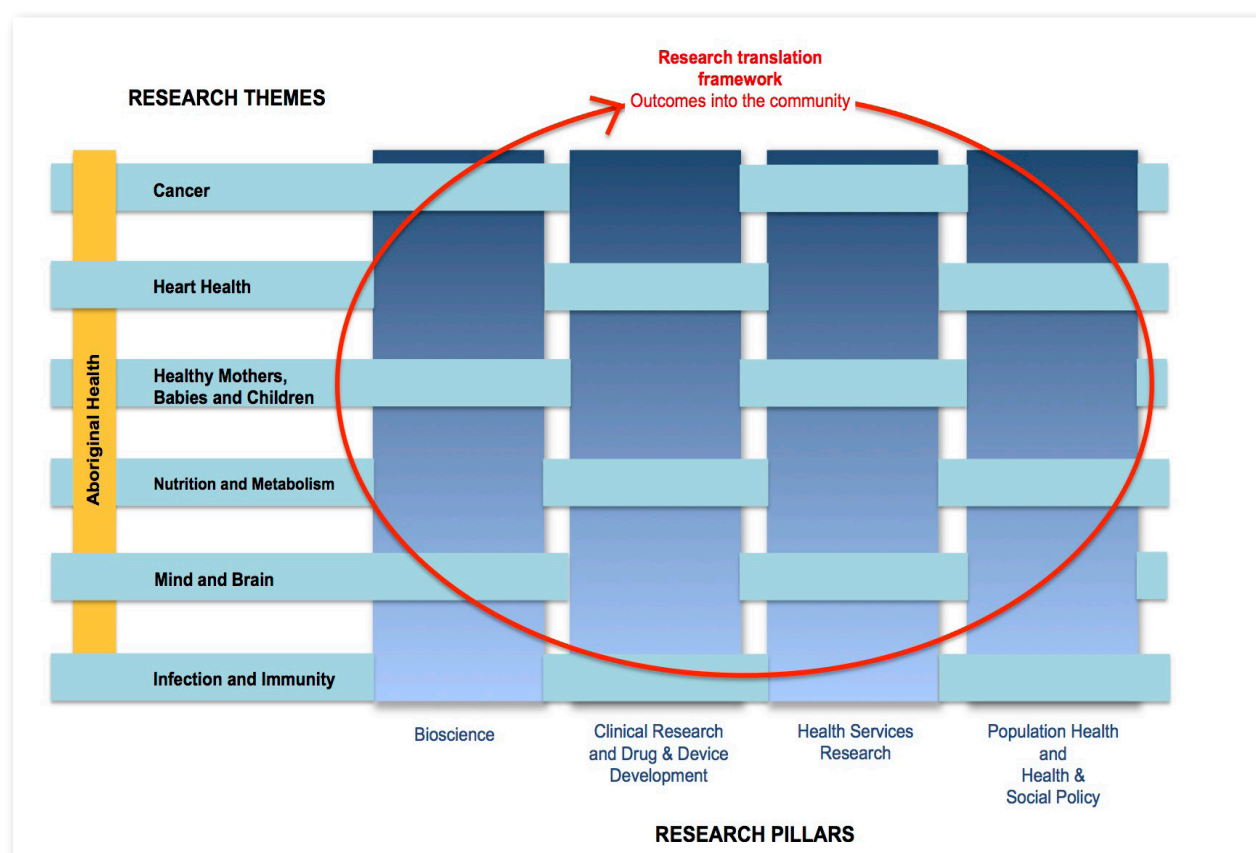 Research translation
framework
Outcomes into the community
RESEARCH THEMES
Aboriginal Health
Cancer
Heart Health
Healthy Mothers,
Babies and Children
Nutrition and Metabolism
Mind and Brain
Infection and Immunity
Bioscience
Clinical Research
and Drug & Device
Development
Health Services
Research
Population Health
and
Health &
Social Policy
RESEARCH PILLARS